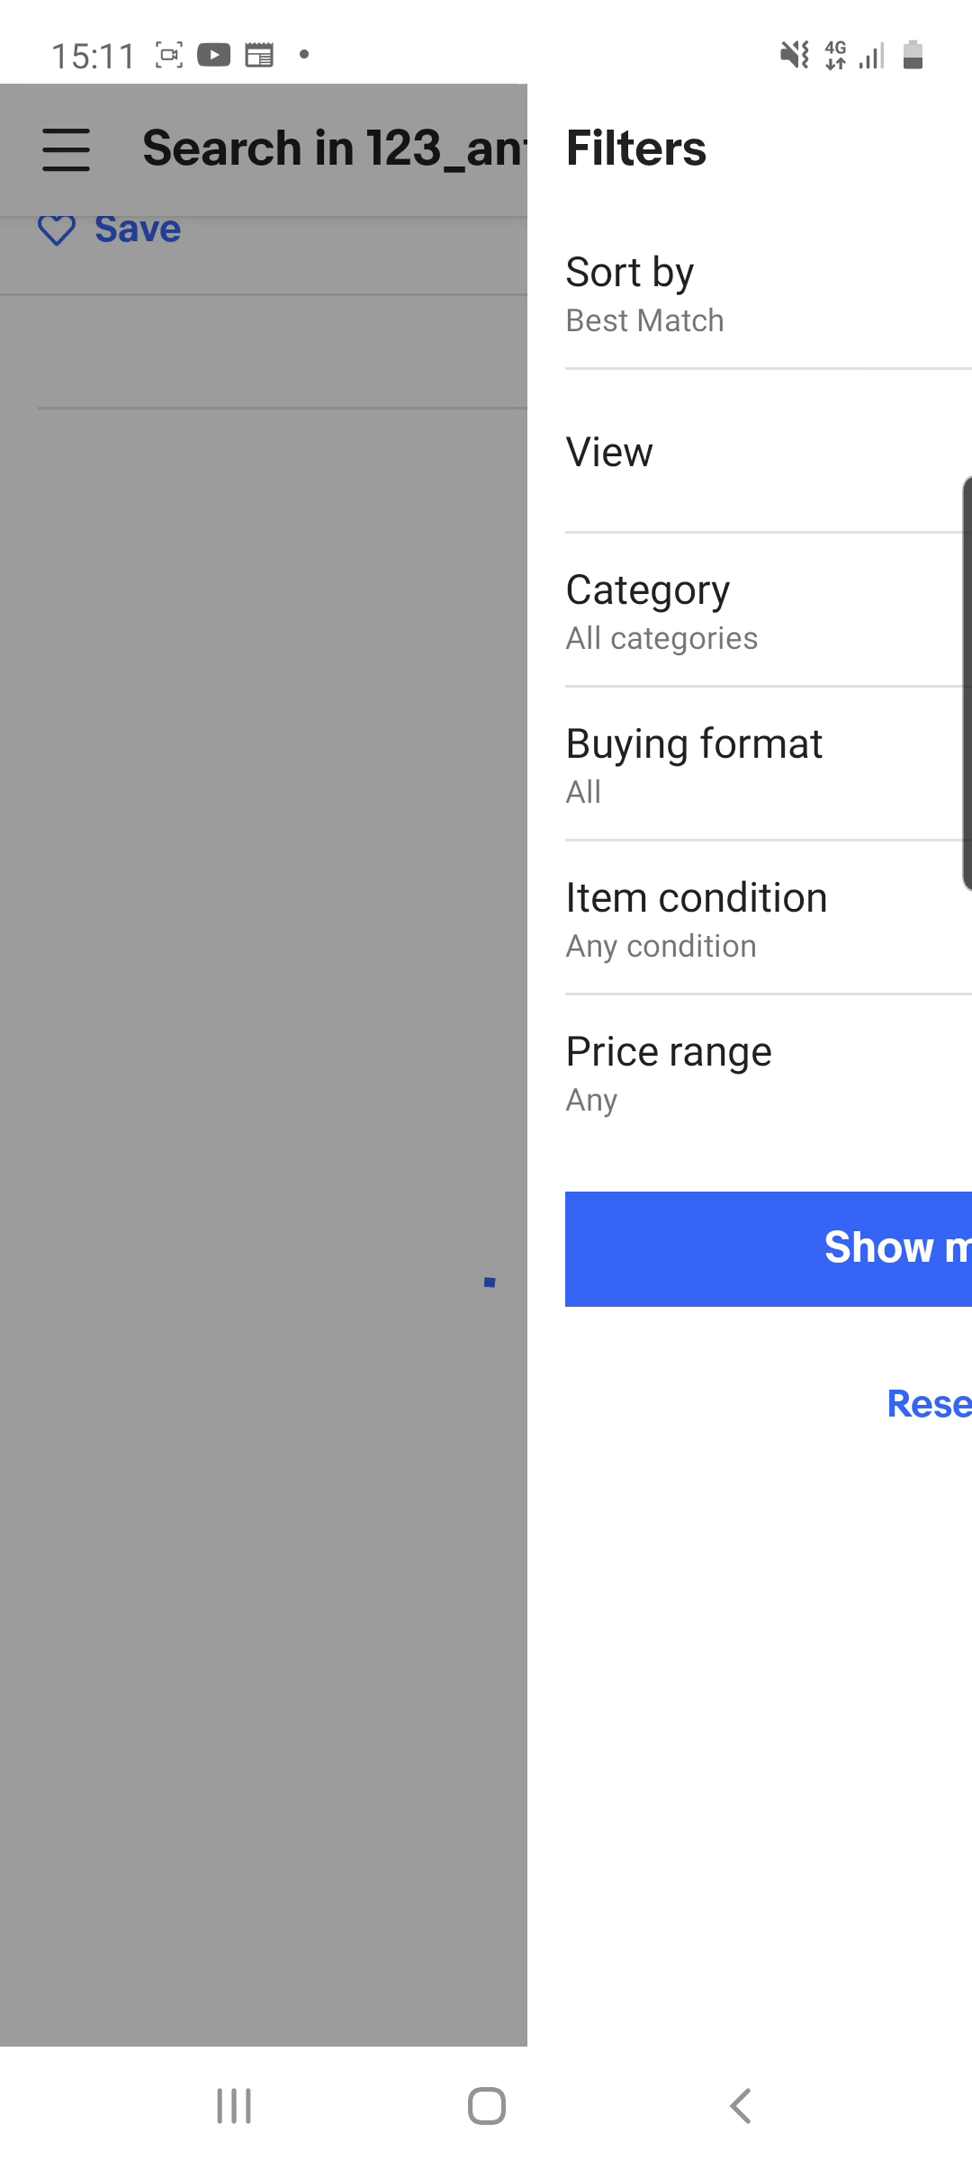 15:11
4G
Search in 123_an
Save
Filters
Sort by
Best Match
View
Category
All categories
Buying format
All
Item condition
Any condition
Price range
Any
Show m
Rese